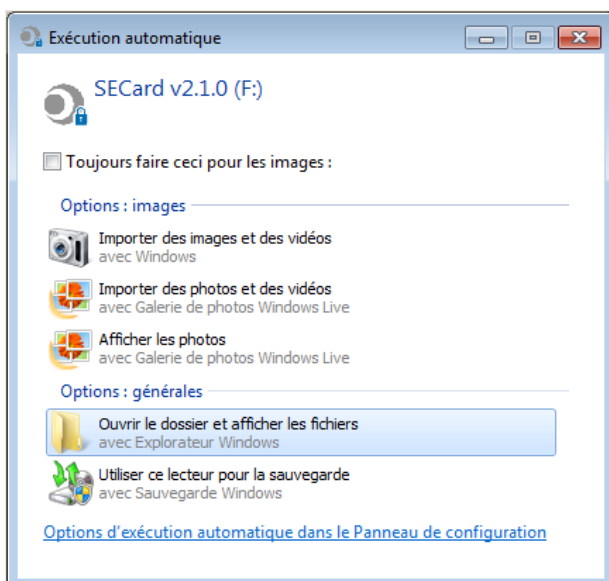 Exécution automatique
SECard v2.1.0 (F:)
Toujours faire ceci pour les images :
Options : images
Importer des images et des vidéos
avec Windows
Importer des photos et des vidéos
avec Galerie de photos Windows Live
Afficher les photos
avec Galerie de photos Windows Live
Options : générales
Ouvrir le dossier et afficher les fichiers
avec Explorateur Windows
Utiliser ce lecteur pour la sauvegarde
avec Sauvegarde Windows
Options d'exécution automatique dans le Panneau de configuration